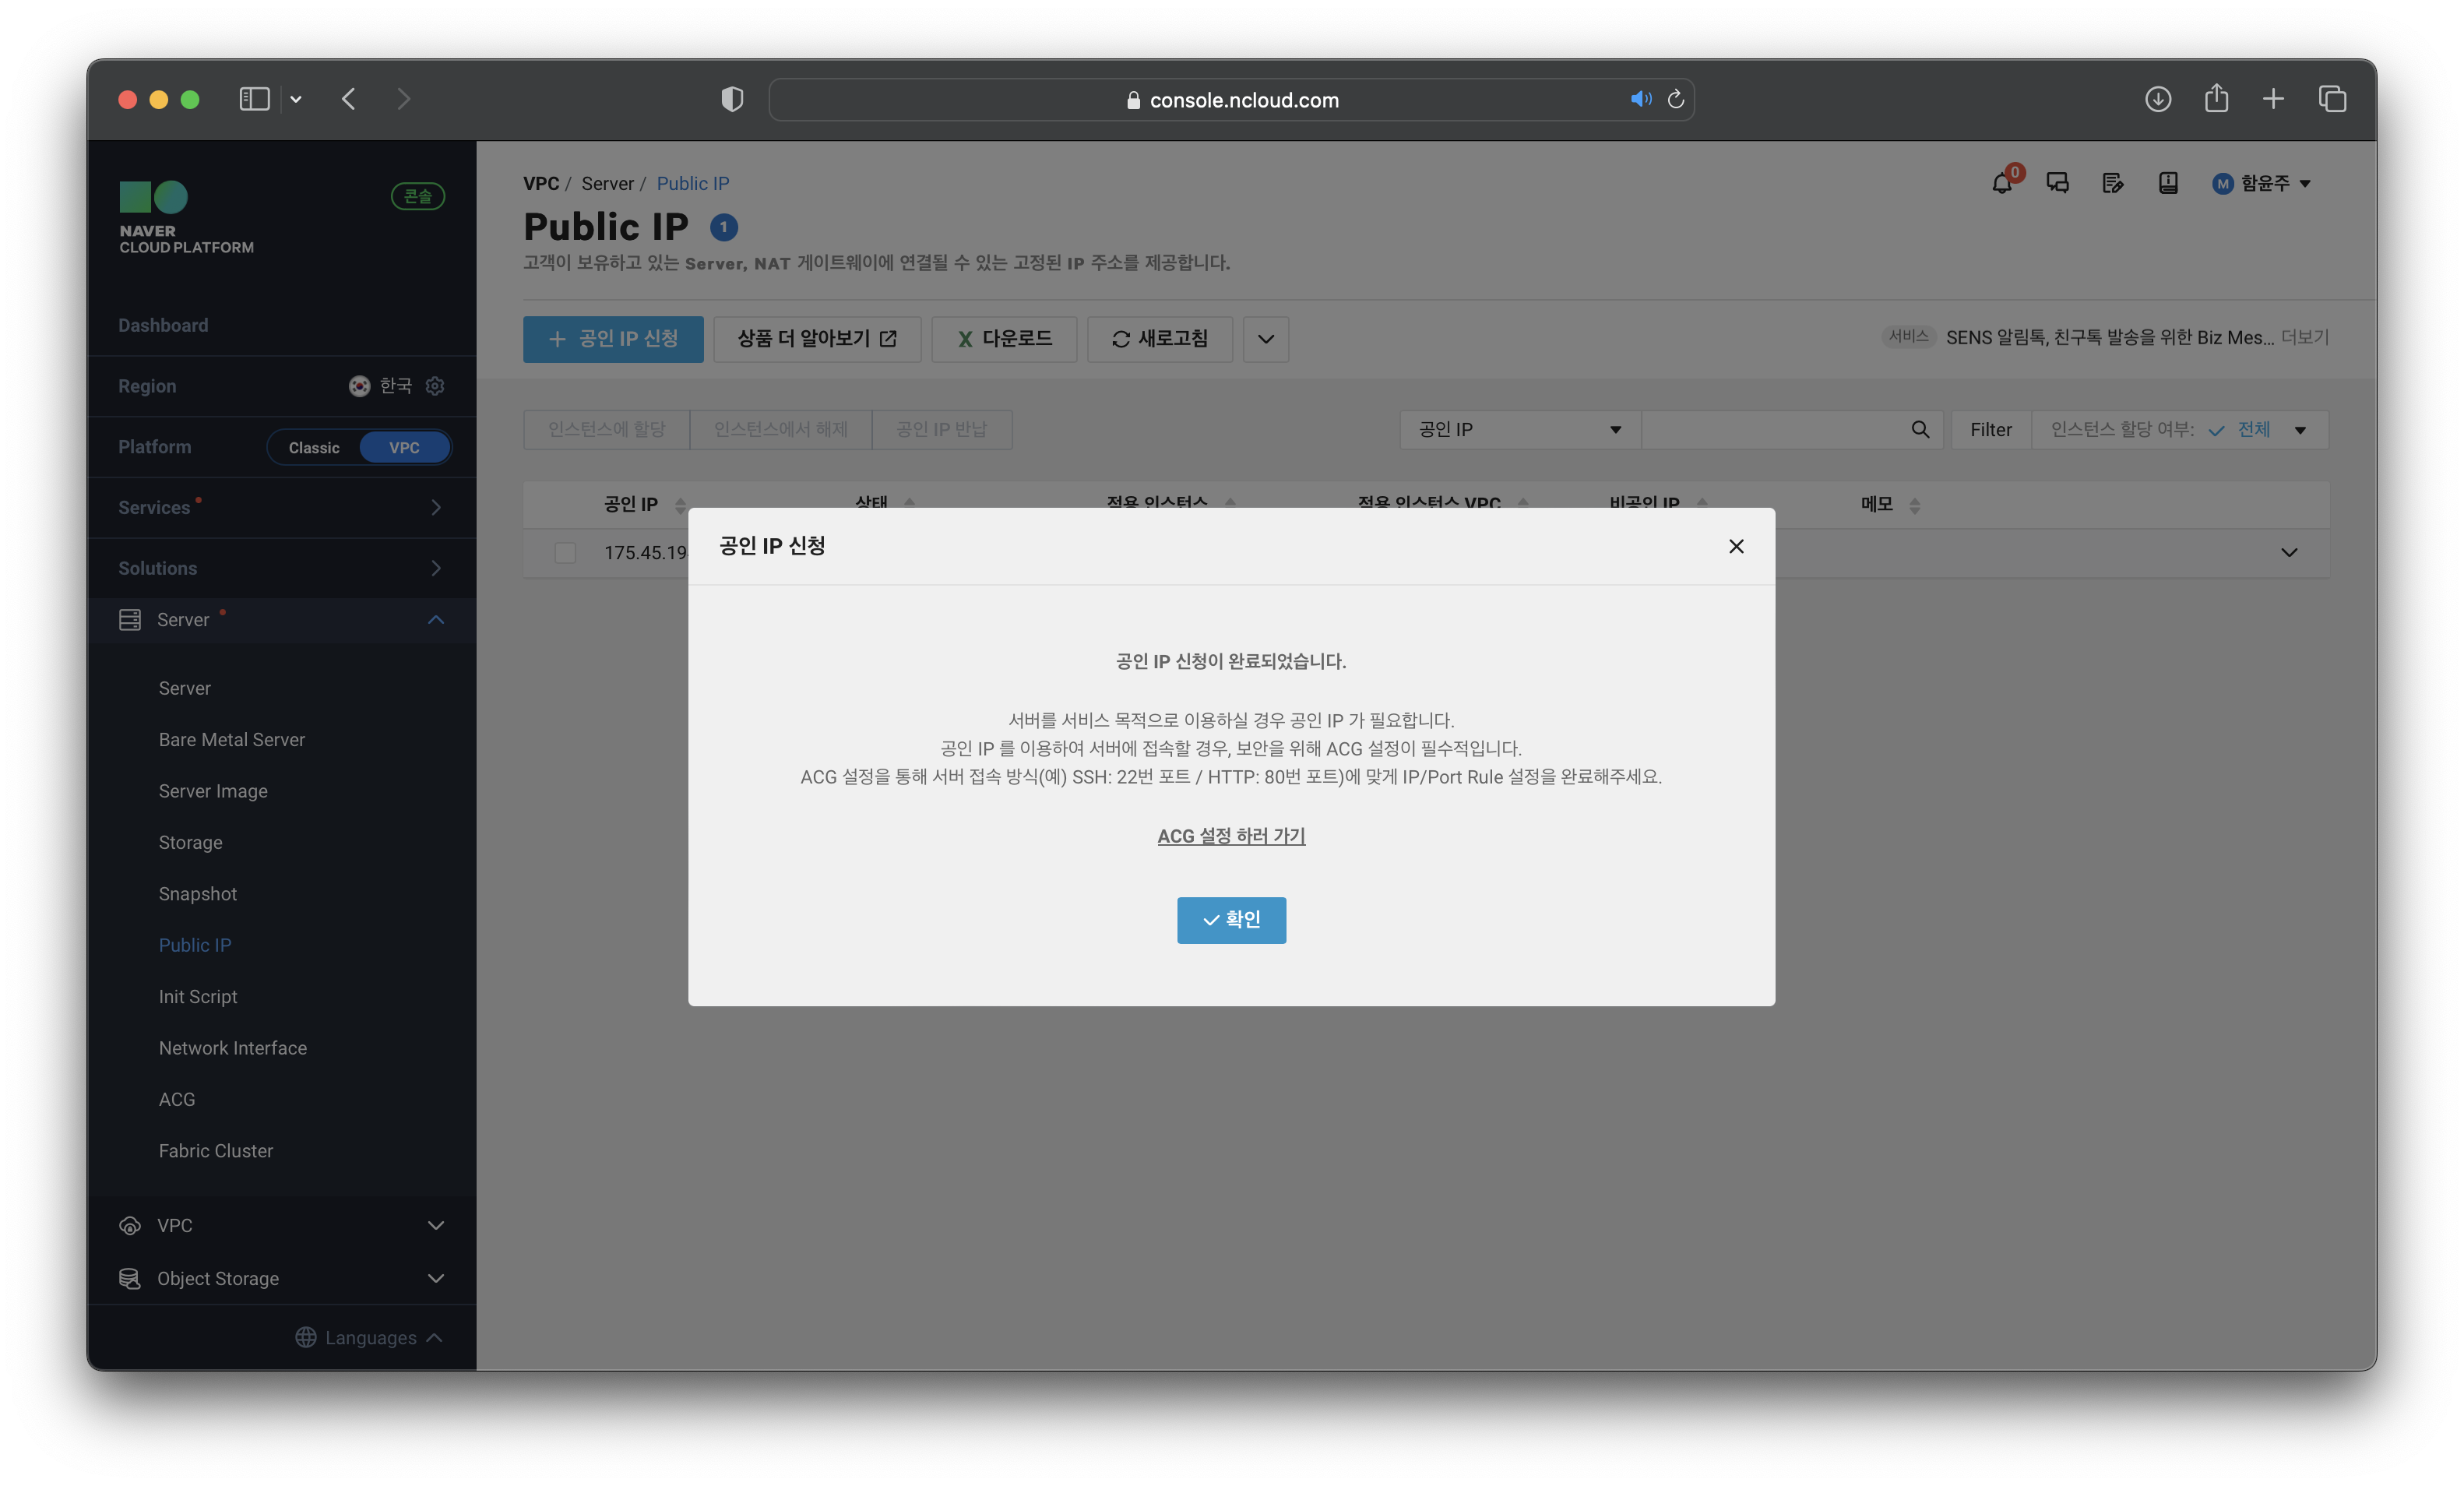 console.ncloud.com
NAVER
CLOUD PLATFORM
콘솔
Dashboard
Region 한국
Platform Classic VPC
Services
Solutions
Server
Server
Bare Metal Server
Server Image
Storage
Snapshot
Public IP
Init Script
Network Interface
ACG
Fabric Cluster
VPC
Object Storage
Languages
VPC / Server / Public IP
0
M 함윤주
Public IP 1
고객이 보유하고 있는 Server, NAT 게이트웨이에 연결될 수 있는 고정된 IP 주소를 제공합니다.
+ 공인 IP 신청 상품 더 알아보기 X 다운로드 새로고침
서비스 SENS 알림톡, 친구톡 발송을 위한 Biz Mes... 더보기
인스턴스에 할당 인스턴스에서 해제 공인 IP 반납 공인 IP Filter 인스턴스 할당 여부: 전체
공인 IP 상태 적용 인스턴스 적용 인스턴스 VPC 비공인 IP 메모
175.45.19
공인 IP 신청
공인 IP 신청이 완료되었습니다.
서버를 서비스 목적으로 이용하실 경우 공인 IP 가 필요합니다.
공인 IP 를 이용하여 서버에 접속할 경우, 보안을 위해 ACG 설정이 필수적입니다.
ACG 설정을 통해 서버 접속 방식(예) SSH: 22번 포트 / HTTP: 80번 포트)에 맞게 IP/Port Rule 설정을 완료해주세요.
ACG 설정 하러 가기
확인